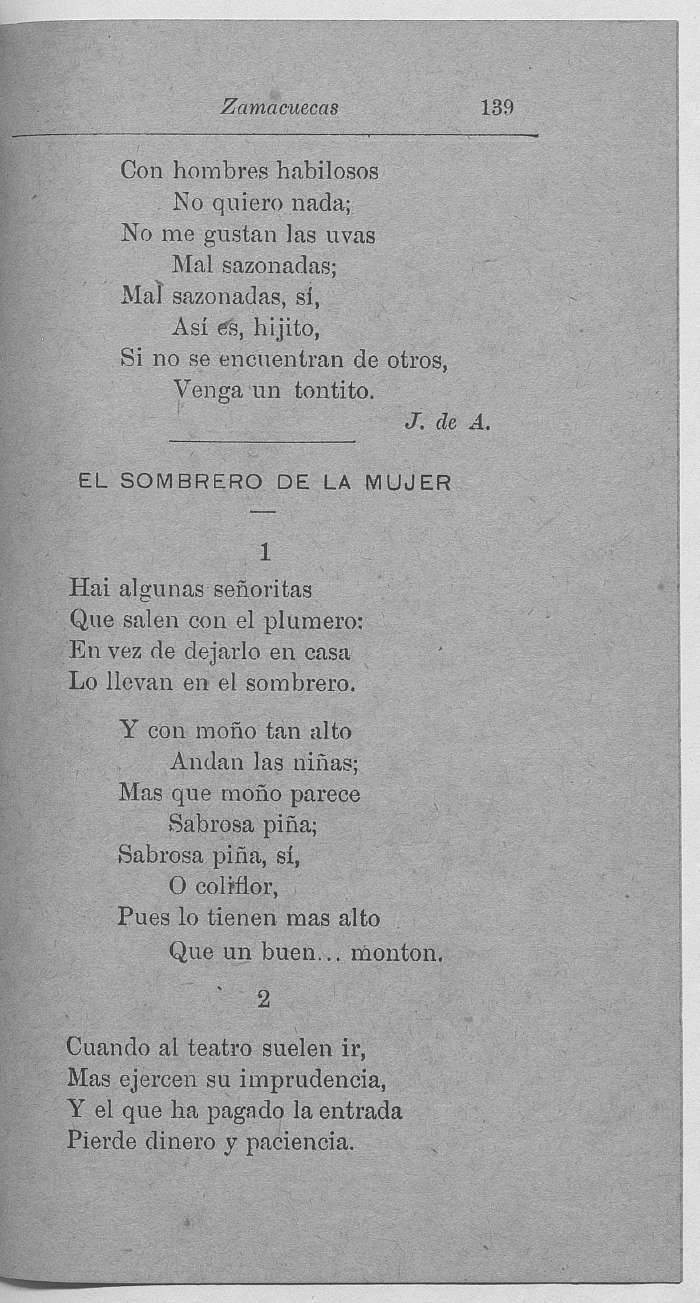 Zamacuecas 139
Con hombres habilosos
No quiero nada;
No me gustan las uvas
Mal sazonadas;
Mal sazonadas, sí,
Así es, hijito,
Si no se encuentran de otros,
Venga un tontito.
J. de A.
EL SOMBRERO DE LA MUJER
1
Hai algunas señoritas
Que salen con el plumero:
En vez de dejarlo en casa
Lo llevan en el sombrero.
Y con moño tan alto
Andan las niñas;
Mas que moño parece
Sabrosa piña;
Sabrosa piña, sí,
O coliflor,
Pues lo tienen mas alto
Que un buen... monton.
2
Cuando al teatro suelen ir,
Mas ejercen su imprudencia,
Y el que ha pagado la entrada
Pierde dinero y paciencia.